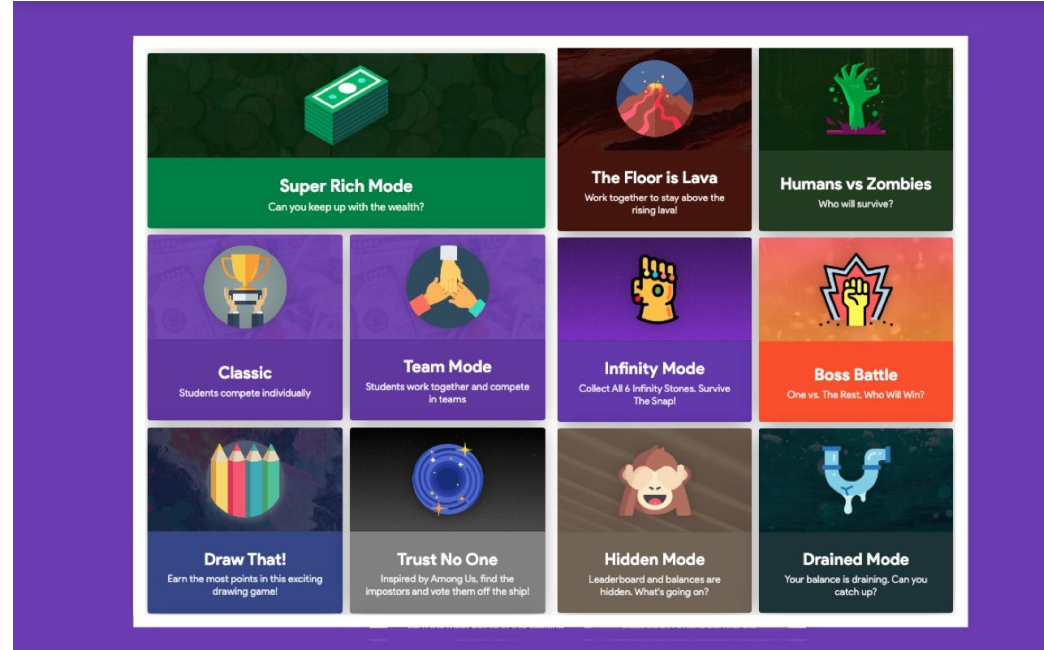 Super Rich Mode
Can you keep up with the wealth?
The Floor is Lava
Work together to stay above the
rising lava!
Humans vs Zombies
Who will survive?
Classic
Students compete individually
Team Mode
Students work together and compete
in teams
Infinity Mode
Collect All 6 Infinity Stones. Survive
The Snap!
Boss Battle
One vs. The Rest. Who Will Win?
Draw That!
Earn the most points in this exciting
drawing game!
Trust No One
Inspired by Among Us, find the
impostors and vote them off the ship!
Hidden Mode
Leaderboard and balances are
hidden. What's going on?
Drained Mode
Your balance is draining. Can you
catch up?